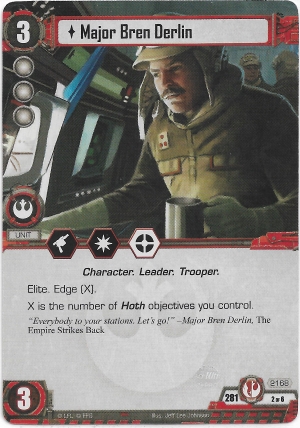 3
Major Bren Derlin
UNIT
Character. Leader. Trooper.
Elite. Edge (X).
X is the number of Hoth objectives you control.
"Everybody to your stations. Let's go!" –Major Bren Derlin, The
Empire Strikes Back
3
© LFL © FFG
Illus. Jeff Lee Johnson
281
2168
2 of 6